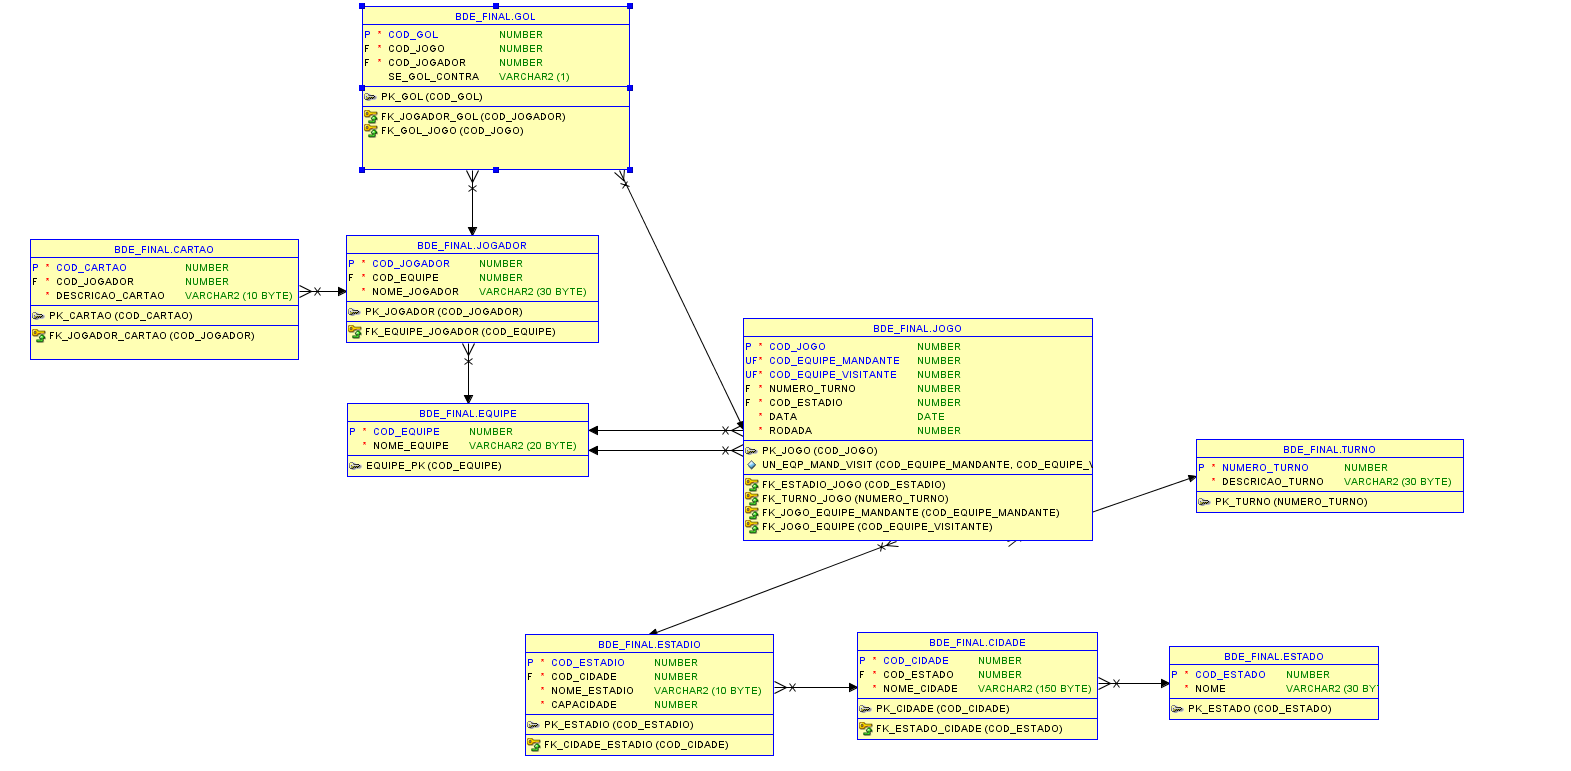 BDE_FINAL.GOL
P * COD_GOL NUMBER
F * COD_JOGO NUMBER
F * COD_JOGADOR NUMBER
SE_GOL_CONTRA VARCHAR2 (1)
PK_GOL (COD_GOL)
FK_JOGADOR_GOL (COD_JOGADOR)
FK_GOL_JOGO (COD_JOGO)
BDE_FINAL.CARTAO
P * COD_CARTAO NUMBER
F * COD_JOGADOR NUMBER
* DESCRICAO_CARTAO VARCHAR2 (10 BYTE)
PK_CARTAO (COD_CARTAO)
FK_JOGADOR_CARTAO (COD_JOGADOR)
BDE_FINAL.JOGADOR
P * COD_JOGADOR NUMBER
F * COD_EQUIPE NUMBER
* NOME_JOGADOR VARCHAR2 (30 BYTE)
PK_JOGADOR (COD_JOGADOR)
FK_EQUIPE_JOGADOR (COD_EQUIPE)
BDE_FINAL.EQUIPE
P * COD_EQUIPE NUMBER
* NOME_EQUIPE VARCHAR2 (20 BYTE)
EQUIPE_PK (COD_EQUIPE)
BDE_FINAL.JOGO
P * COD_JOGO NUMBER
UF* COD_EQUIPE_MANDANTE NUMBER
UF* COD_EQUIPE_VISITANTE NUMBER
F * NUMERO_TURNO NUMBER
F * COD_ESTADIO NUMBER
* DATA DATE
* RODADA NUMBER
PK_JOGO (COD_JOGO)
UN_EQP_MAND_VISIT (COD_EQUIPE_MANDANTE, COD_EQUIPE_V
FK_ESTADIO_JOGO (COD_ESTADIO)
FK_TURNO_JOGO (NUMERO_TURNO)
FK_JOGO_EQUIPE_MANDANTE (COD_EQUIPE_MANDANTE)
FK_JOGO_EQUIPE (COD_EQUIPE_VISITANTE)
BDE_FINAL.TURNO
P * NUMERO_TURNO NUMBER
* DESCRICAO_TURNO VARCHAR2 (30 BYTE)
PK_TURNO (NUMERO_TURNO)
BDE_FINAL.ESTADIO
P * COD_ESTADIO NUMBER
F * COD_CIDADE NUMBER
* NOME_ESTADIO VARCHAR2 (10 BYTE)
* CAPACIDADE NUMBER
PK_ESTADIO (COD_ESTADIO)
FK_CIDADE_ESTADIO (COD_CIDADE)
BDE_FINAL.CIDADE
P * COD_CIDADE NUMBER
F * COD_ESTADO NUMBER
* NOME_CIDADE VARCHAR2 (150 BYTE)
PK_CIDADE (COD_CIDADE)
FK_ESTADO_CIDADE (COD_ESTADO)
BDE_FINAL.ESTADO
P * COD_ESTADO NUMBER
* NOME VARCHAR2 (30 BY
PK_ESTADO (COD_ESTADO)